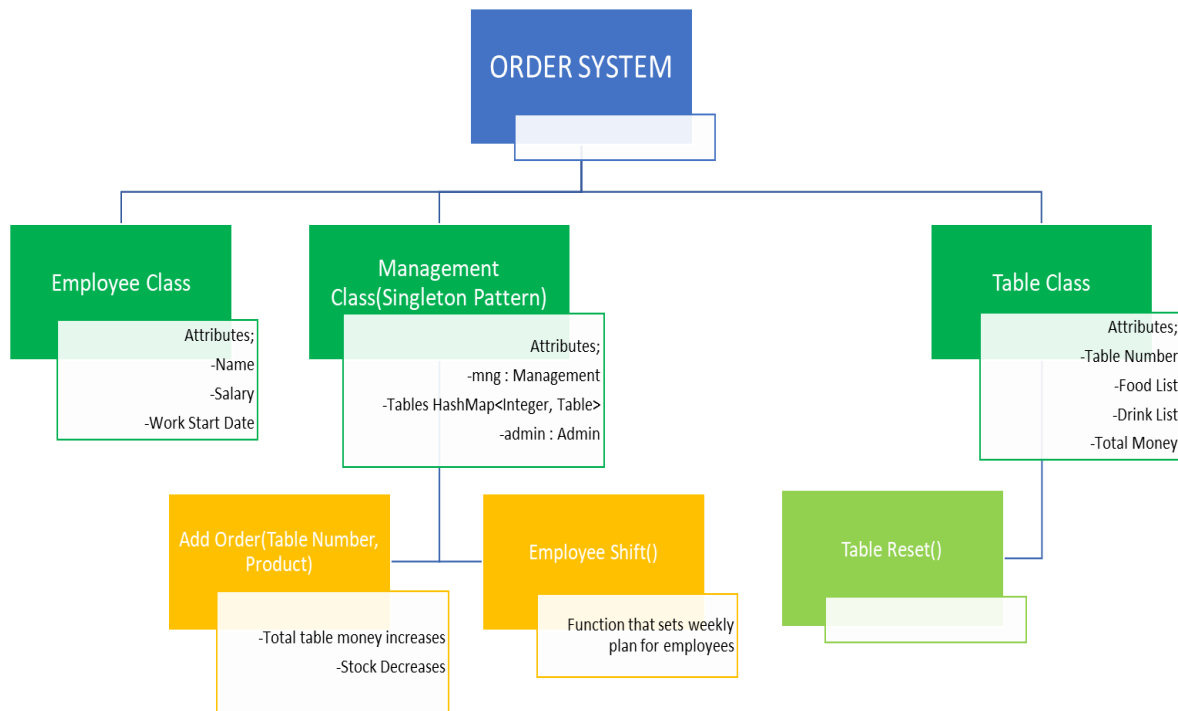 ORDER SYSTEM
Employee Class
Attributes;
-Name
-Salary
-Work Start Date
Management
Class(Singleton Pattern)
Attributes;
-mng : Management
-Tables HashMap<Integer, Table>
-admin : Admin
Table Class
Attributes;
-Table Number
-Food List
-Drink List
-Total Money
Add Order(Table Number,
Product)
-Total table money increases
-Stock Decreases
Employee Shift()
Function that sets weekly
plan for employees
Table Reset()